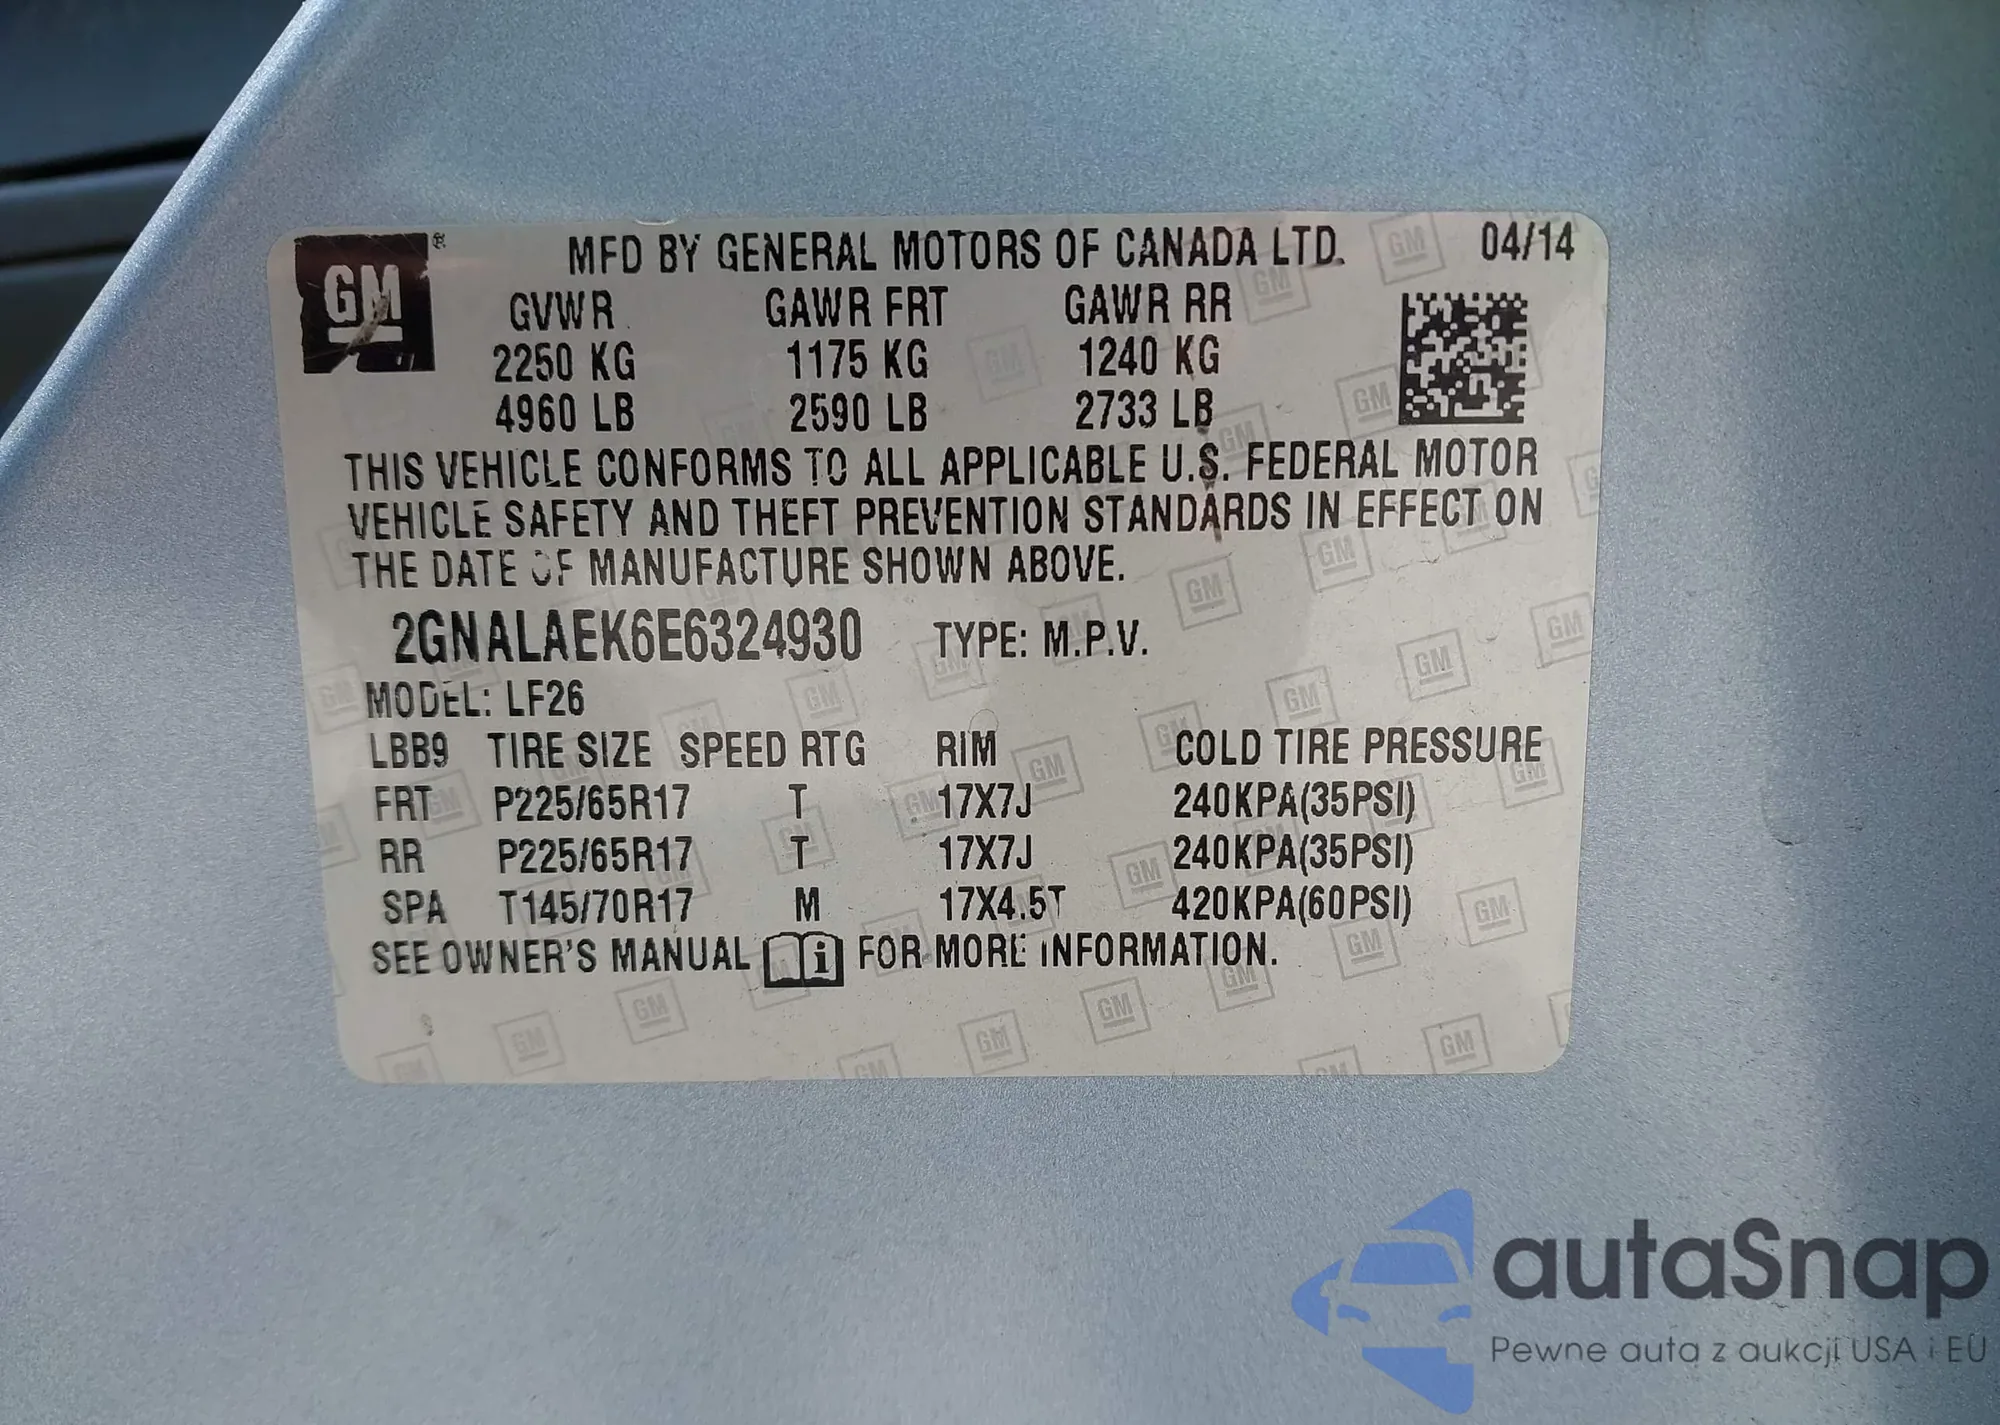 GM ® MFD BY GENERAL MOTORS OF CANADA LTD. 04/14
GVWR GAWR FRT GAWR RR
2250 KG 1175 KG 1240 KG
4960 LB 2590 LB 2733 LB
THIS VEHICLE CONFORMS TO ALL APPLICABLE U.S. FEDERAL MOTOR
VEHICLE SAFETY AND THEFT PREVENTION STANDARDS IN EFFECT ON
THE DATE OF MANUFACTURE SHOWN ABOVE.
2GNALAEK6E6324930 TYPE: M.P.V.
MODEL: LF26
LBB9 TIRE SIZE SPEED RTG RIM COLD TIRE PRESSURE
FRT P225/65R17 T 17X7J 240KPA(35PSI)
RR P225/65R17 T 17X7J 240KPA(35PSI)
SPA T145/70R17 M 17X4.5T 420KPA(60PSI)
SEE OWNER'S MANUAL i FOR MORE INFORMATION.
autaSnap
Pewne auta z aukcji USA i EU